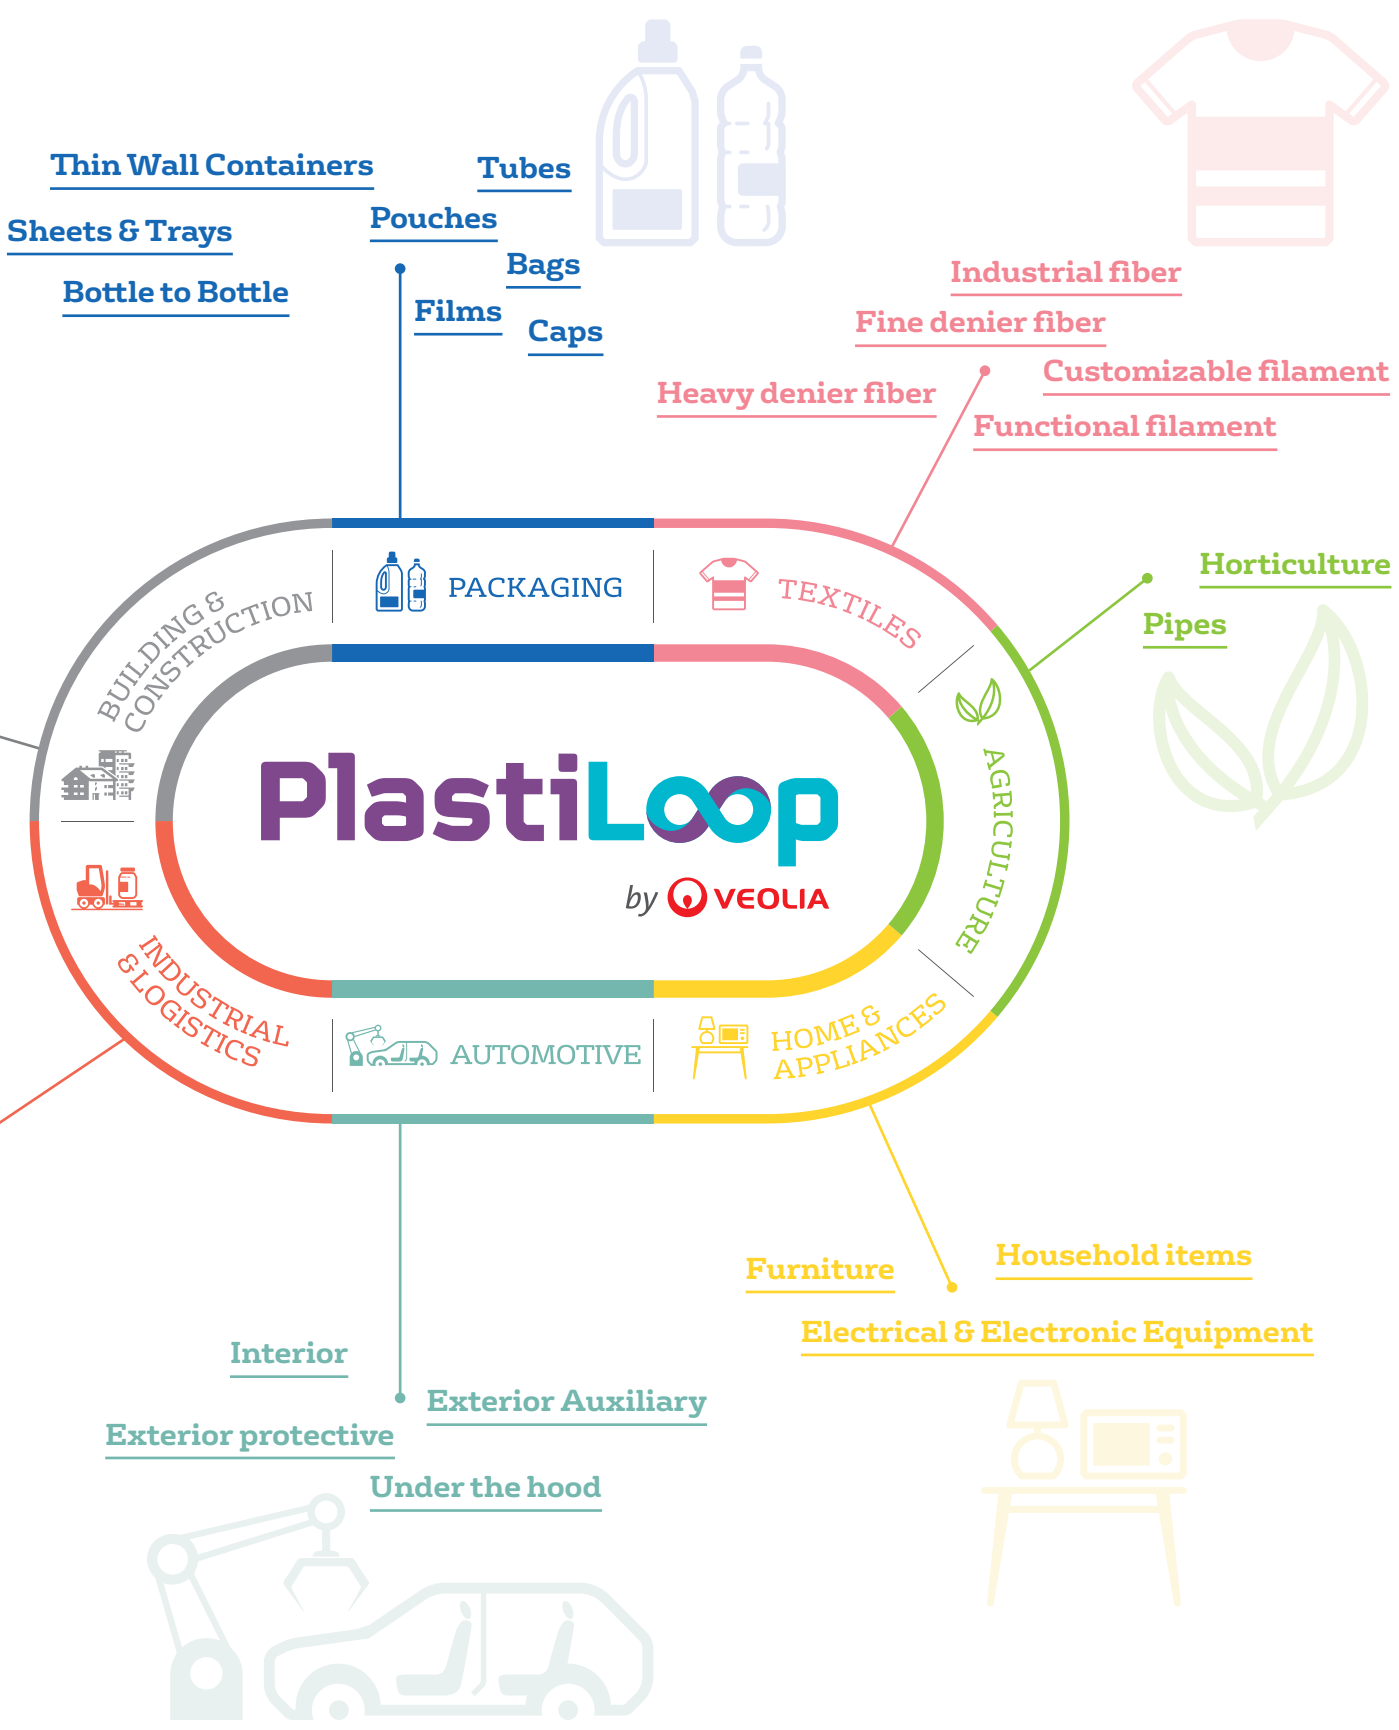 Thin Wall Containers
Tubes
Sheets & Trays
Pouches
Bottle to Bottle
Bags
Films
Caps
Industrial fiber
Fine denier fiber
Heavy denier fiber
Customizable filament
Functional filament
Horticulture
Pipes
BUILDING &
CONSTRUCTION
PACKAGING
TEXTILES
AGRICULTURE
PlastiLoop
by VEOLIA
INDUSTRIAL
& LOGISTICS
AUTOMOTIVE
HOME &
APPLIANCES
Furniture
Household items
Electrical & Electronic Equipment
Interior
Exterior Auxiliary
Exterior protective
Under the hood